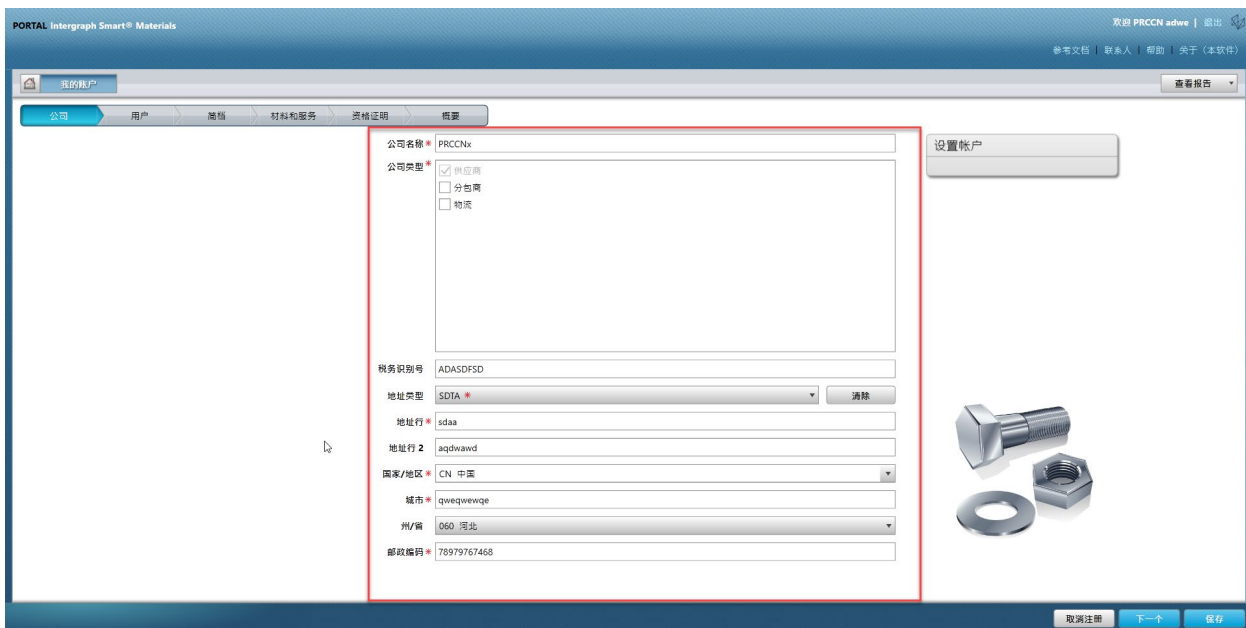 PORTAL Intergraph Smart® Materials
欢迎 PRCCN adwe | 退出
参考文档 | 联系人 | 帮助 | 关于（本软件）
我的账户
查看报告
公司 用户 简档 材料和服务 资格证明 概要
公司名称* PRCCNx
设置帐户
公司类型*
供应商
分包商
物流
税务识别号 ADASDFSD
地址类型 SDTA * 清除
地址行* sdaa
地址行 2 aqdwawd
国家/地区* CN 中国
城市* qweqwewqe
州/省 060 河北
邮政编码* 78979767468
取消注册 下一个 保存